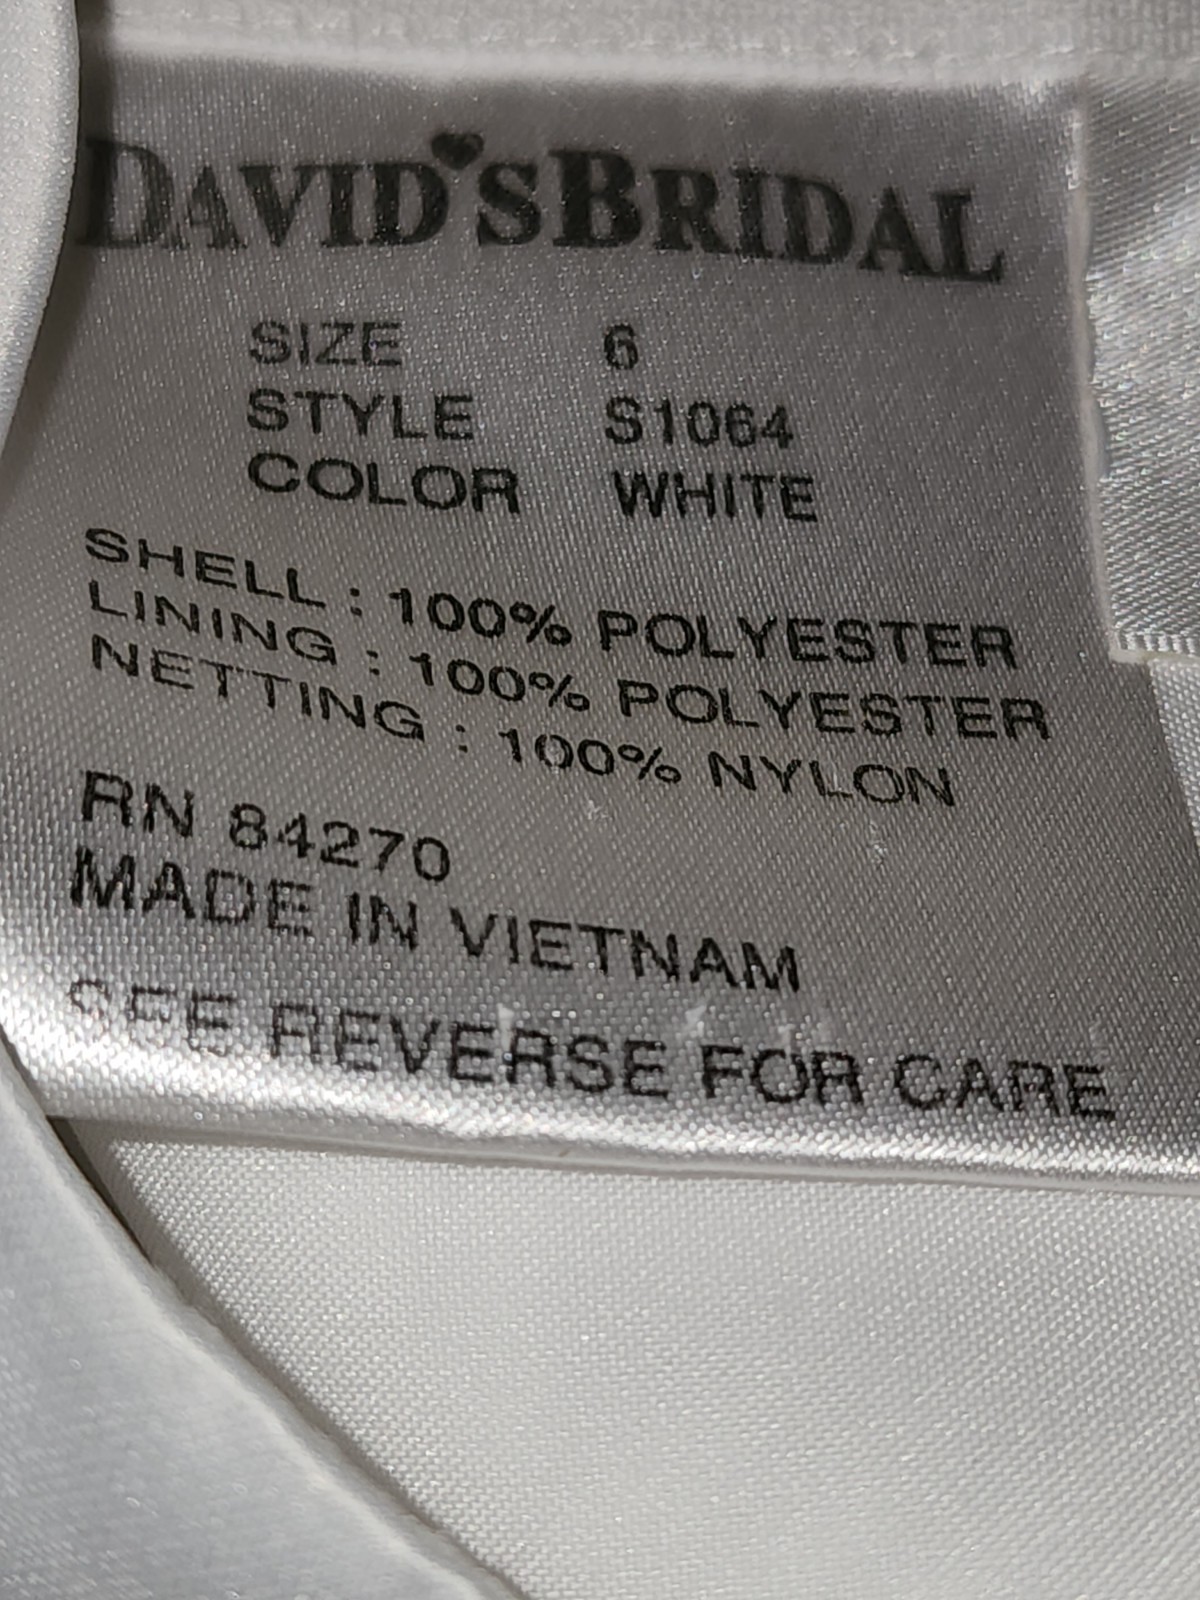 DAVID'S BRIDAL
SIZE 6
STYLE S1064
COLOR WHITE
SHELL : 100% POLYESTER
LINING : 100% POLYESTER
NETTING : 100% NYLON
RN 84270
MADE IN VIETNAM
SEE REVERSE FOR CARE